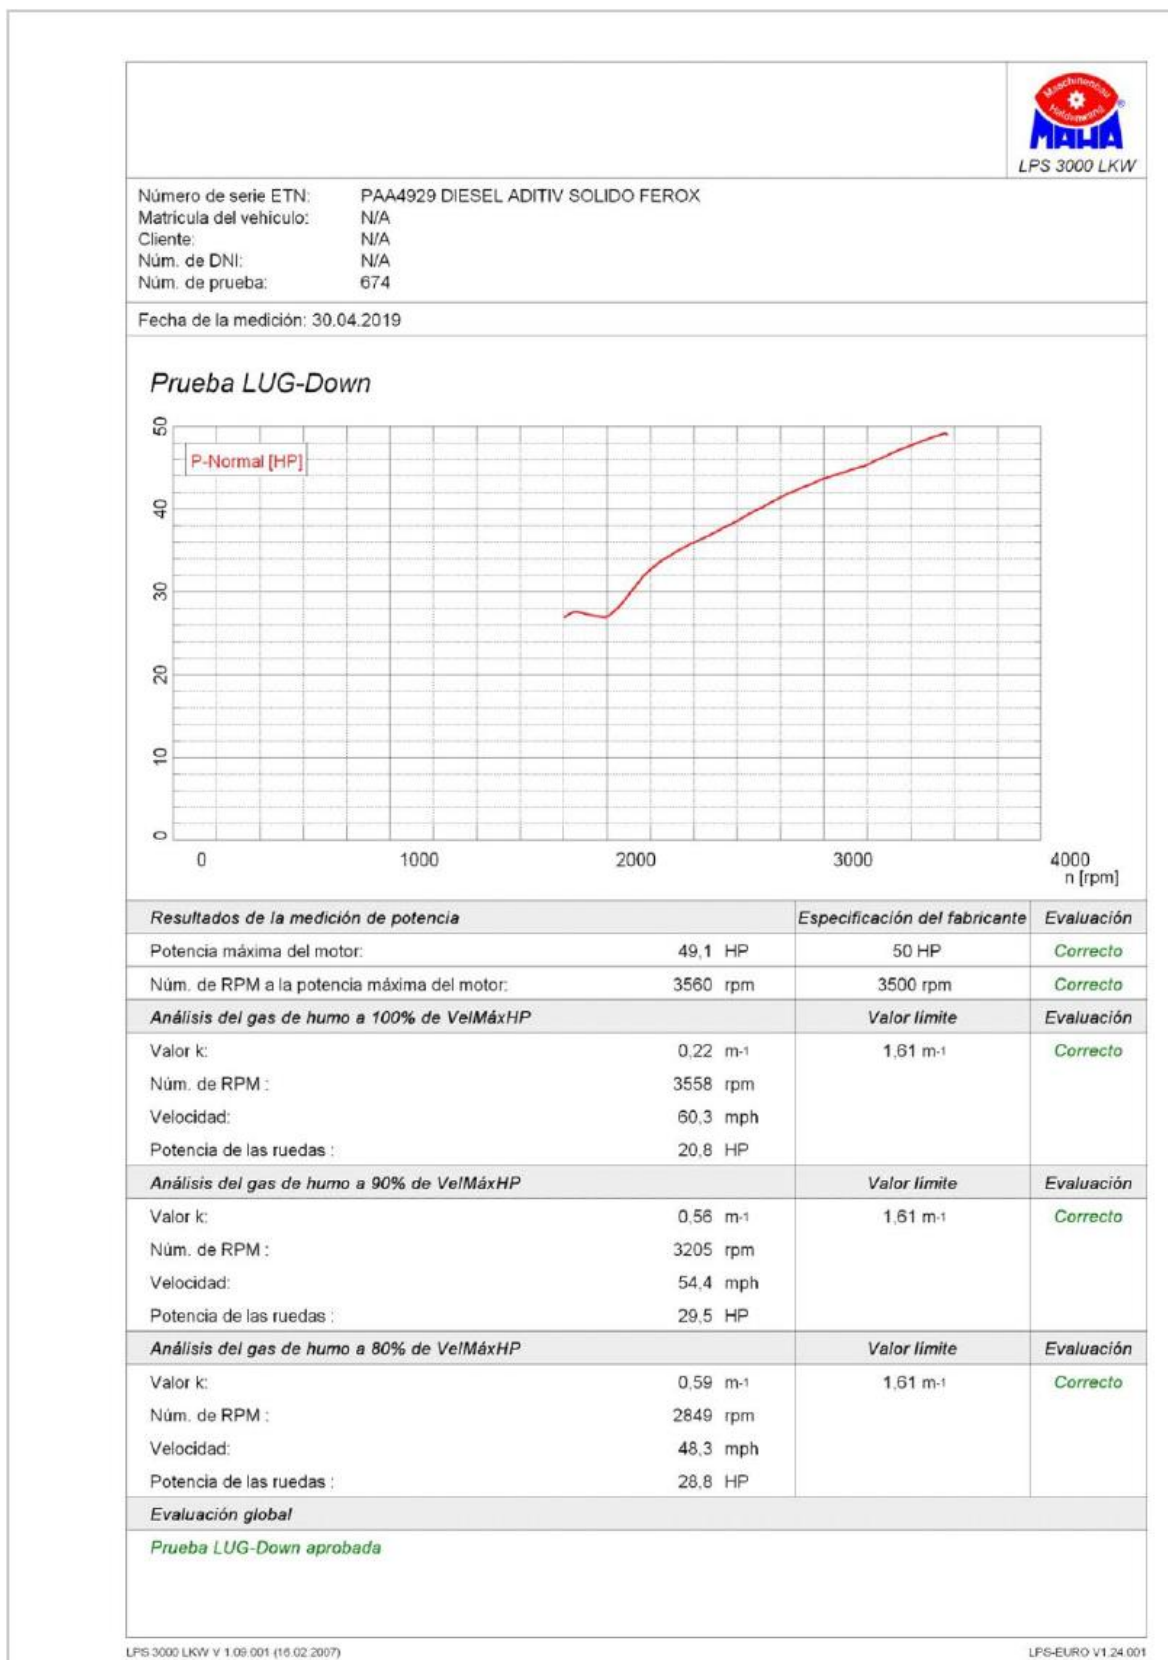 Maschinenbau
Haldenwang
MAHA®
LPS 3000 LKW
Número de serie ETN: PAA4929 DIESEL ADITIV SOLIDO FEROX
Matrícula del vehículo: N/A
Cliente: N/A
Núm. de DNI: N/A
Núm. de prueba: 674
Fecha de la medición: 30.04.2019
Prueba LUG-Down
P-Normal [HP]
50
40
30
20
10
0
0 1000 2000 3000 4000
n [rpm]
Resultados de la medición de potencia Especificación del fabricante Evaluación
Potencia máxima del motor: 49,1 HP 50 HP Correcto
Núm. de RPM a la potencia máxima del motor: 3560 rpm 3500 rpm Correcto
Análisis del gas de humo a 100% de VelMáxHP Valor límite Evaluación
Valor k: 0,22 m-1 1,61 m-1 Correcto
Núm. de RPM : 3558 rpm
Velocidad: 60,3 mph
Potencia de las ruedas : 20,8 HP
Análisis del gas de humo a 90% de VelMáxHP Valor límite Evaluación
Valor k: 0,56 m-1 1,61 m-1 Correcto
Núm. de RPM : 3205 rpm
Velocidad: 54,4 mph
Potencia de las ruedas : 29,5 HP
Análisis del gas de humo a 80% de VelMáxHP Valor límite Evaluación
Valor k: 0,59 m-1 1,61 m-1 Correcto
Núm. de RPM : 2849 rpm
Velocidad: 48,3 mph
Potencia de las ruedas : 28,8 HP
Evaluación global
Prueba LUG-Down aprobada
LPS 3000 LKW V 1.09.001 (16.02.2007) LPS-EURO V1.24.001